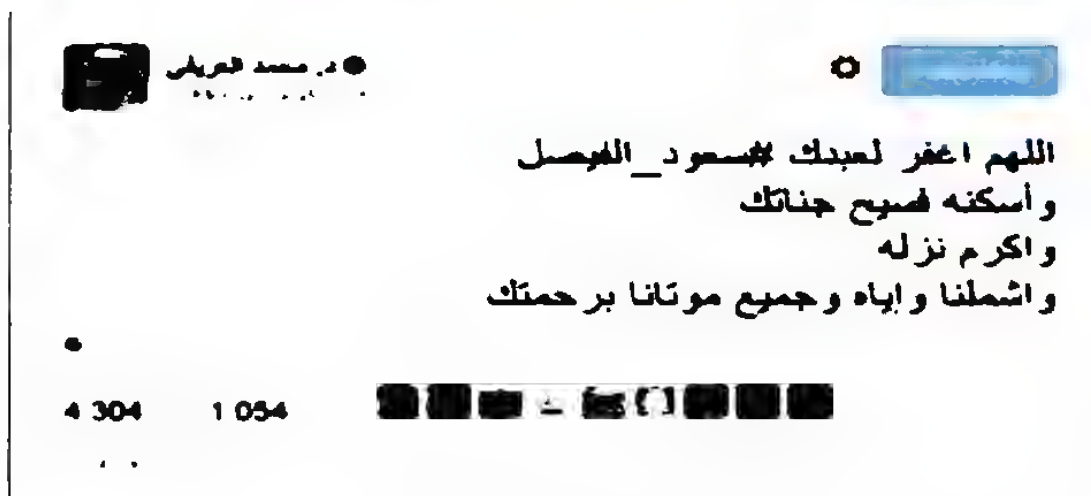 د. محمد العريفي
اللهم اغفر لعبدك #سعود_الفيصل
وأسكنه فسيح جناتك
واكرم نزله
واشملنا وإياه وجميع موتانا برحمتك
4 304 1 054